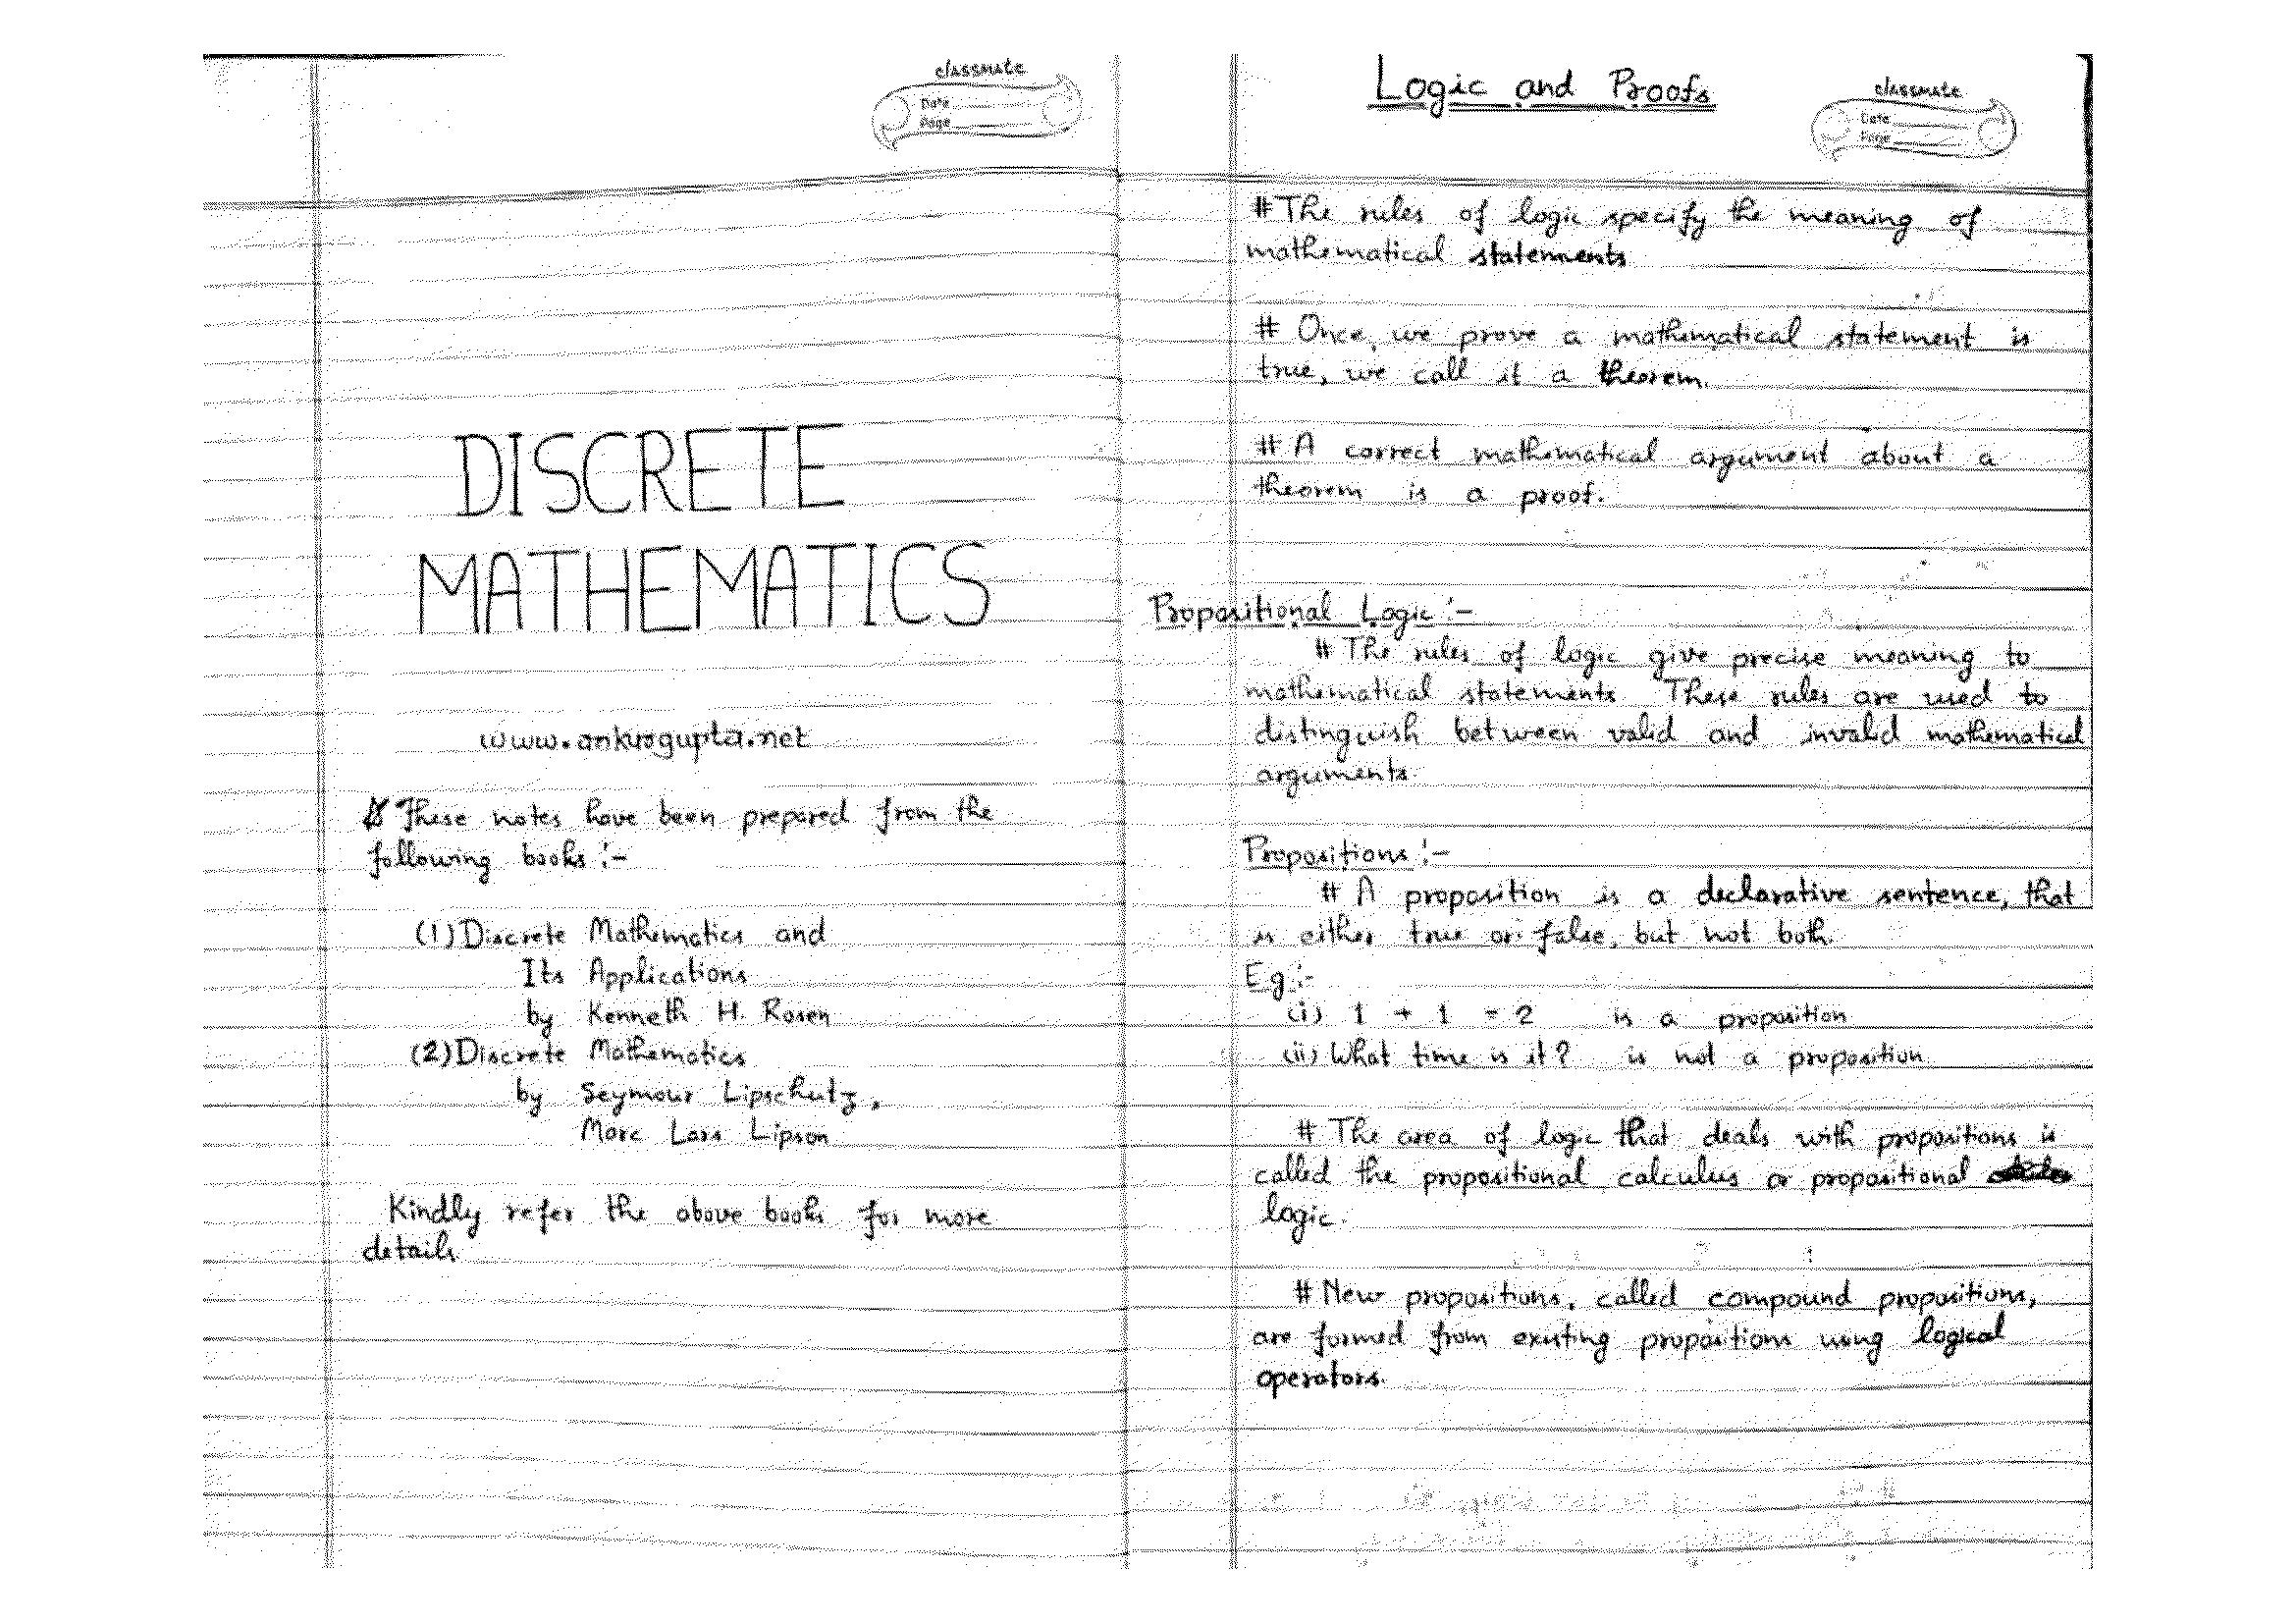 classmate
Date
Page
DISCRETE
MATHEMATICS
www.ankurgupta.net
These notes have been prepared from the
following books :-
(1) Discrete Mathematics and
Its Applications
by Kenneth H. Rosen
(2) Discrete Mathematics
by Seymour Lipschutz,
Marc Lars Lipson
Kindly refer the above books for more
details.
Logic and Proofs
classmate
Date
Page
# The rules of logic specify the meaning of
mathematical statements
# Once, we prove a mathematical statement is
true, we call it a theorem.
# A correct mathematical argument about a
theorem is a proof.
Propositional Logic :-
# The rules of logic give precise meaning to
mathematical statements These rules are used to
distinguish between valid and invalid mathematical
arguments.
Propositions :-
# A proposition is a declarative sentence, that
is either true or false, but not both.
Eg :-
(i) 1 + 1 = 2 is a proposition
(ii) What time is it? is not a proposition
# The area of logic that deals with propositions is
called the propositional calculus or propositional
logic.
# New propositions, called compound propositions,
are formed from existing propositions using logical
operators.